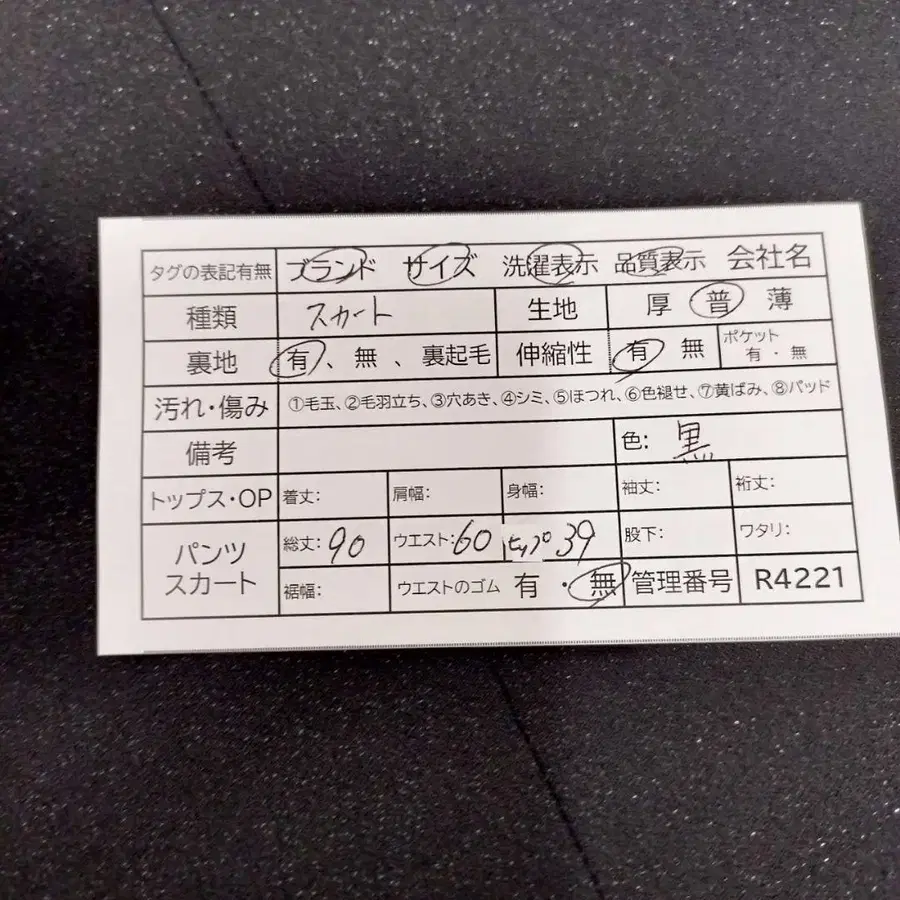 タグの表記有無 ブランド サイズ 洗濯表示 品質表示 会社名
種類 スカート 生地 厚 普 薄
裏地 有、無、裏起毛 伸縮性 有 無 ポケット 有・無
汚れ・傷み ①毛玉、②毛羽立ち、③穴あき、④シミ、⑤ほつれ、⑥色褪せ、⑦黄ばみ、⑧パッド
備考 色: 黒
トップス・OP 着丈: 肩幅: 身幅: 袖丈: 裄丈:
パンツ スカート 総丈:90 ウエスト:60 ヒップ39 股下: ワタリ:
裾幅: ウエストのゴム 有・無 管理番号 R4221